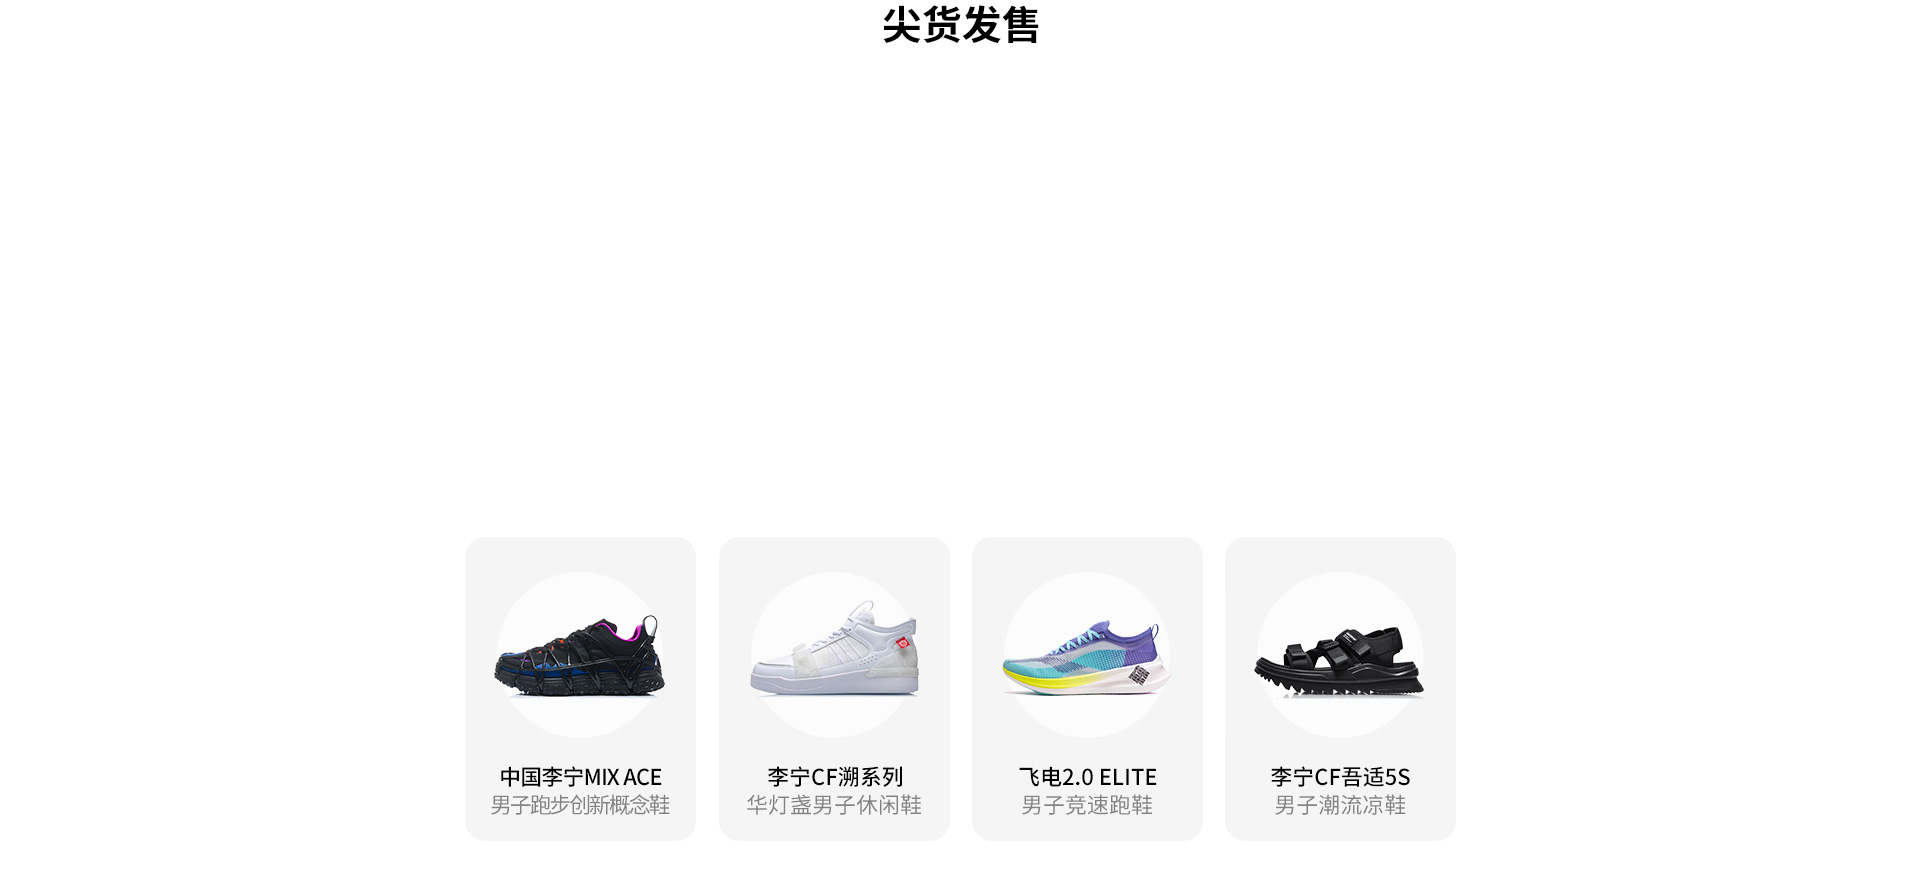 尖货发售
中国李宁MIX ACE
男子跑步创新概念鞋
李宁CF溯系列
华灯盏男子休闲鞋
飞电2.0 ELITE
男子竞速跑鞋
李宁CF吾适5S
男子潮流凉鞋